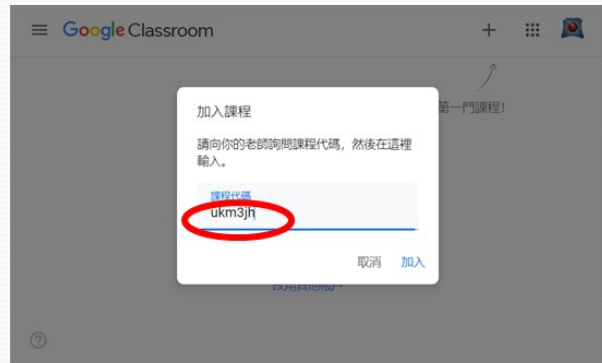 Google Classroom
第一門課程!
加入課程
請向你的老師詢問課程代碼，然後在這裡
輸入。
課程代碼
ukm3jh
取消 加入